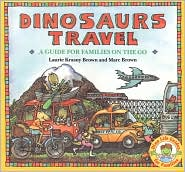 DINOSAURS
TRAVEL
A GUIDE FOR FAMILIES ON THE GO
Laurie Krasny Brown and Marc Brown